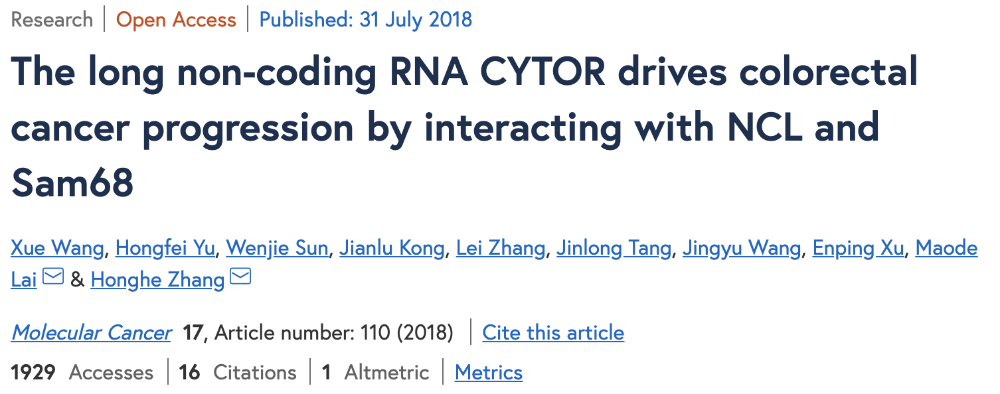 Research | Open Access | Published: 31 July 2018
The long non-coding RNA CYTOR drives colorectal
cancer progression by interacting with NCL and
Sam68
Xue Wang, Hongfei Yu, Wenjie Sun, Jianlu Kong, Lei Zhang, Jinlong Tang, Jingyu Wang, Enping Xu, Maode
Lai & Honghe Zhang
Molecular Cancer 17, Article number: 110 (2018) | Cite this article
1929 Accesses | 16 Citations | 1 Altmetric | Metrics